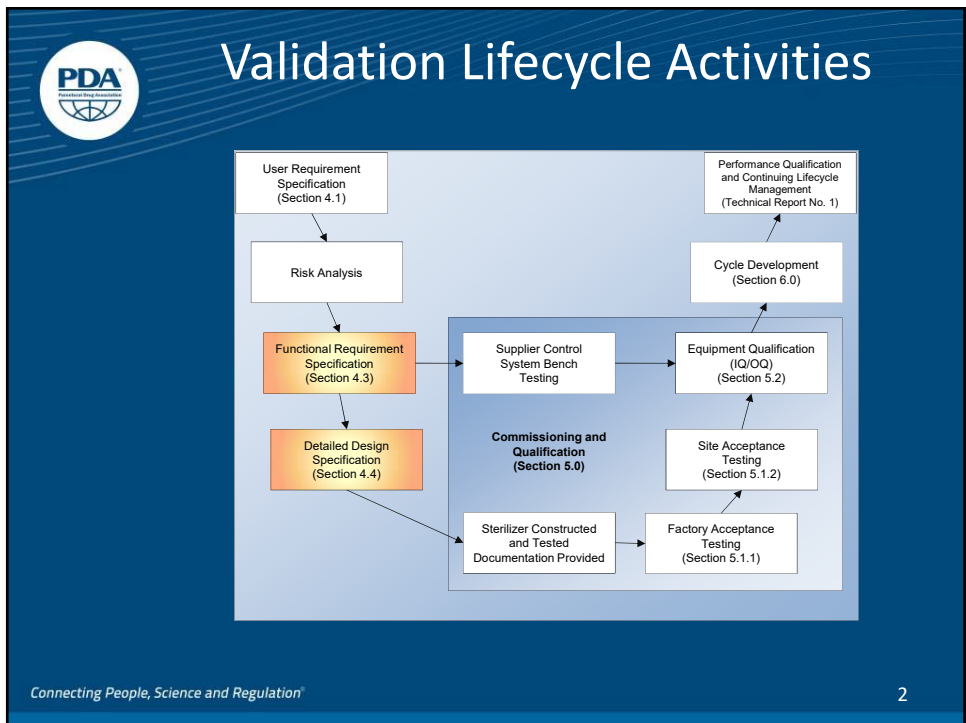 Validation Lifecycle Activities
PDA
Parenteral Drug Association
User Requirement
Specification
(Section 4.1)
Performance Qualification
and Continuing Lifecycle
Management
(Technical Report No. 1)
Risk Analysis
Cycle Development
(Section 6.0)
Functional Requirement
Specification
(Section 4.3)
Supplier Control
System Bench
Testing
Equipment Qualification
(IQ/OQ)
(Section 5.2)
Detailed Design
Specification
(Section 4.4)
Commissioning and
Qualification
(Section 5.0)
Site Acceptance
Testing
(Section 5.1.2)
Sterilizer Constructed
and Tested
Documentation Provided
Factory Acceptance
Testing
(Section 5.1.1)
Connecting People, Science and Regulation®
2